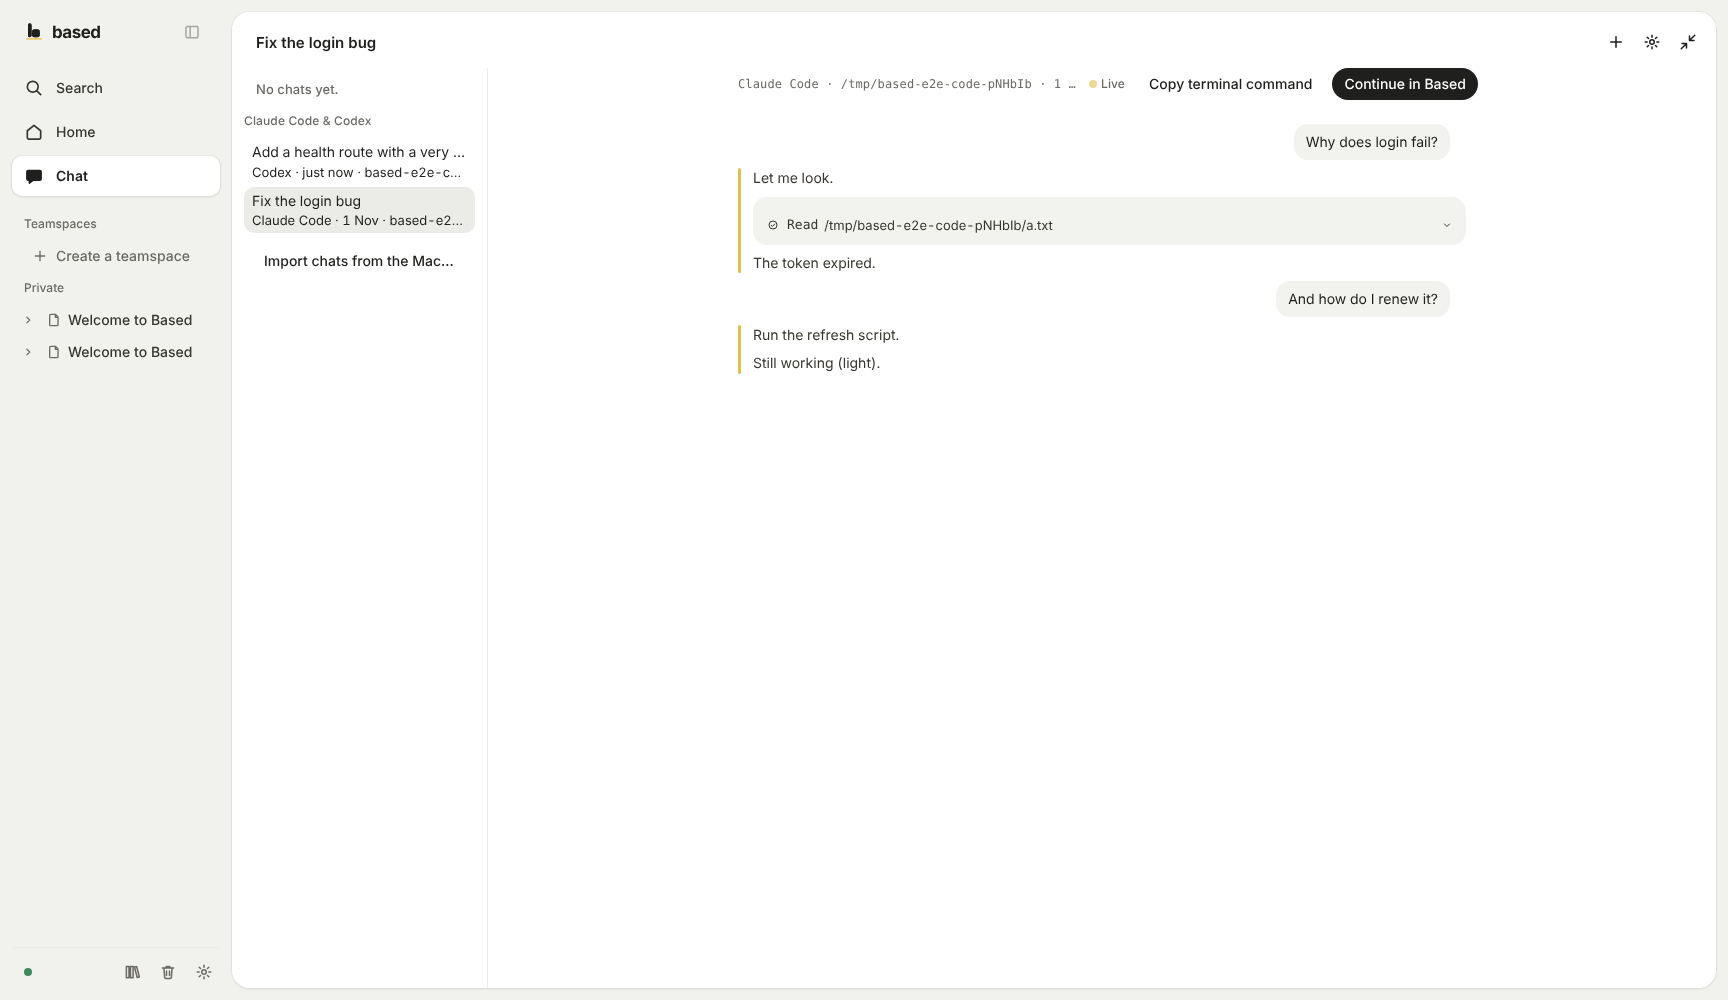 based
Search
Home
Chat
Teamspaces
Create a teamspace
Private
Welcome to Based
Welcome to Based
Fix the login bug
No chats yet.
Claude Code & Codex
Add a health route with a very ...
Codex · just now · based-e2e-c...
Fix the login bug
Claude Code · 1 Nov · based-e2...
Import chats from the Mac...
Claude Code · /tmp/based-e2e-code-pNHbIb · 1 … Live Copy terminal command Continue in Based
Why does login fail?
Let me look.
Read /tmp/based-e2e-code-pNHbIb/a.txt
The token expired.
And how do I renew it?
Run the refresh script.
Still working (light).